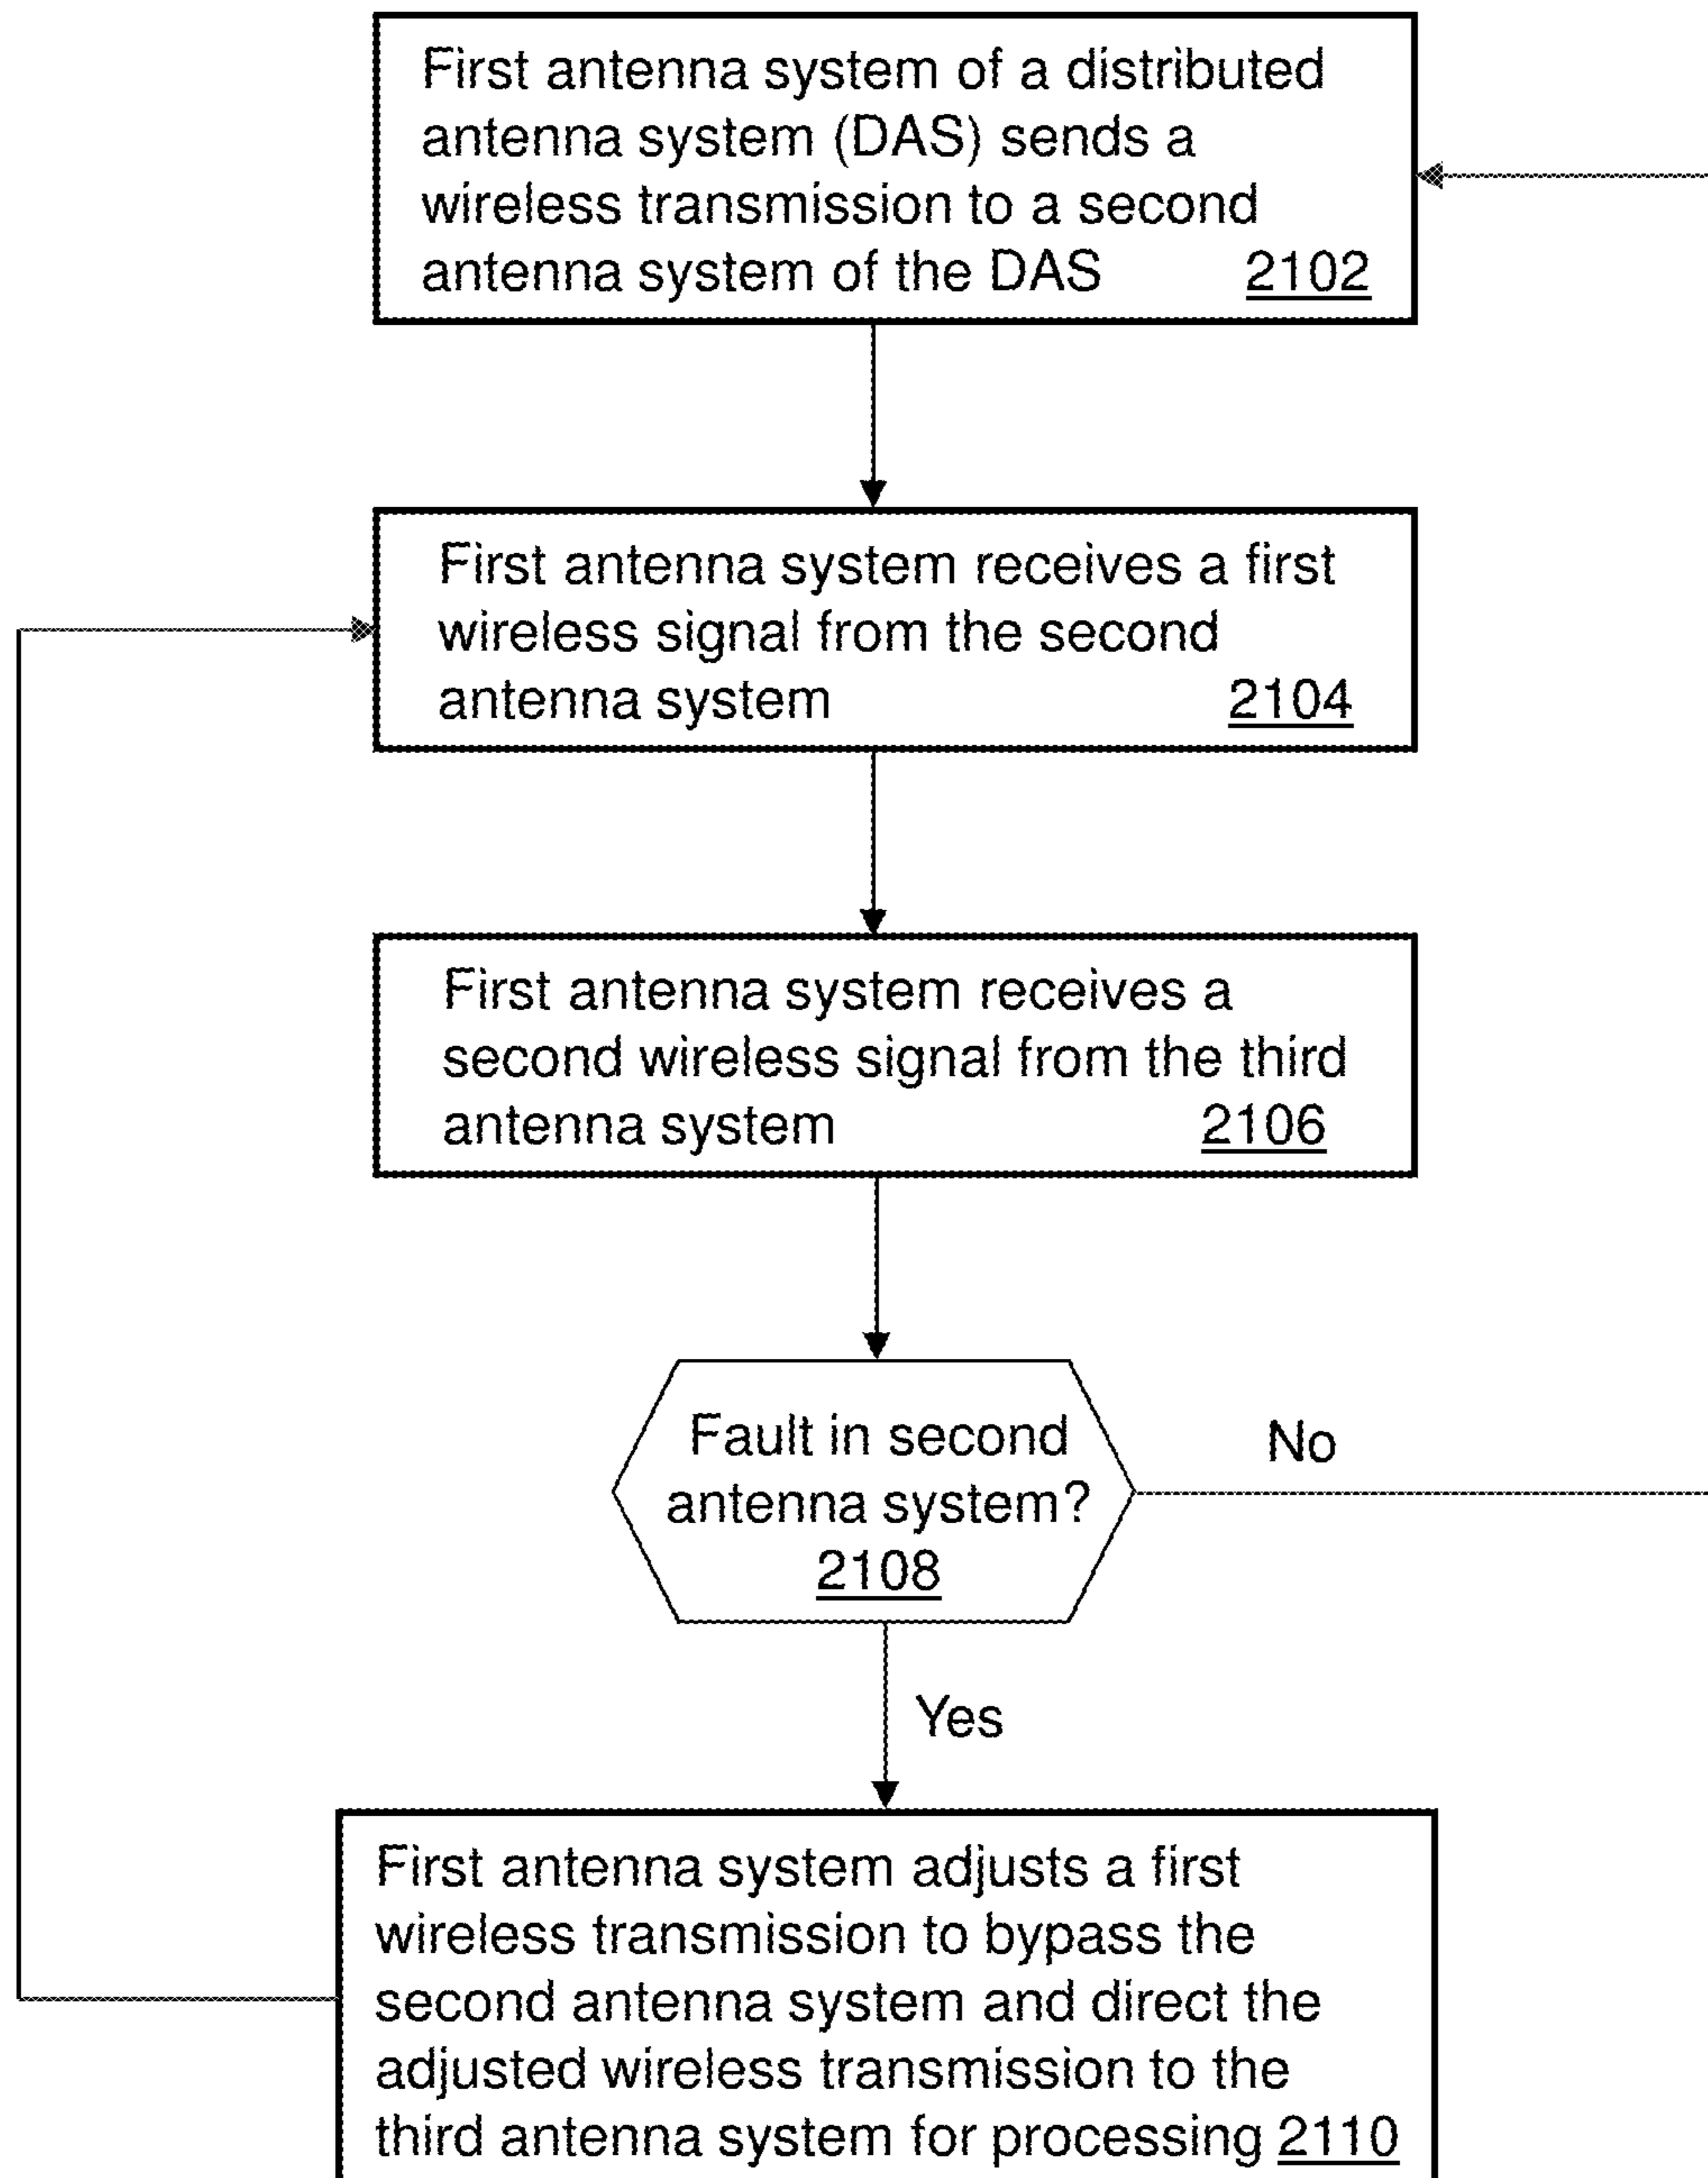 First antenna system of a distributed
antenna system (DAS) sends a
wireless transmission to a second
antenna system of the DAS 2102
First antenna system receives a first
wireless signal from the second
antenna system 2104
First antenna system receives a
second wireless signal from the third
antenna system 2106
Fault in second
antenna system?
2108
No
Yes
First antenna system adjusts a first
wireless transmission to bypass the
second antenna system and direct the
adjusted wireless transmission to the
third antenna system for processing 2110